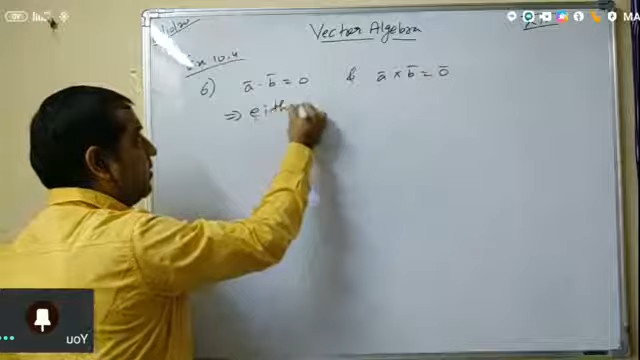 Vector Algebra
Ex 10.4
6) a̅ · b̅ = 0 & a̅ × b̅ = 0̅
⇒ eith
You